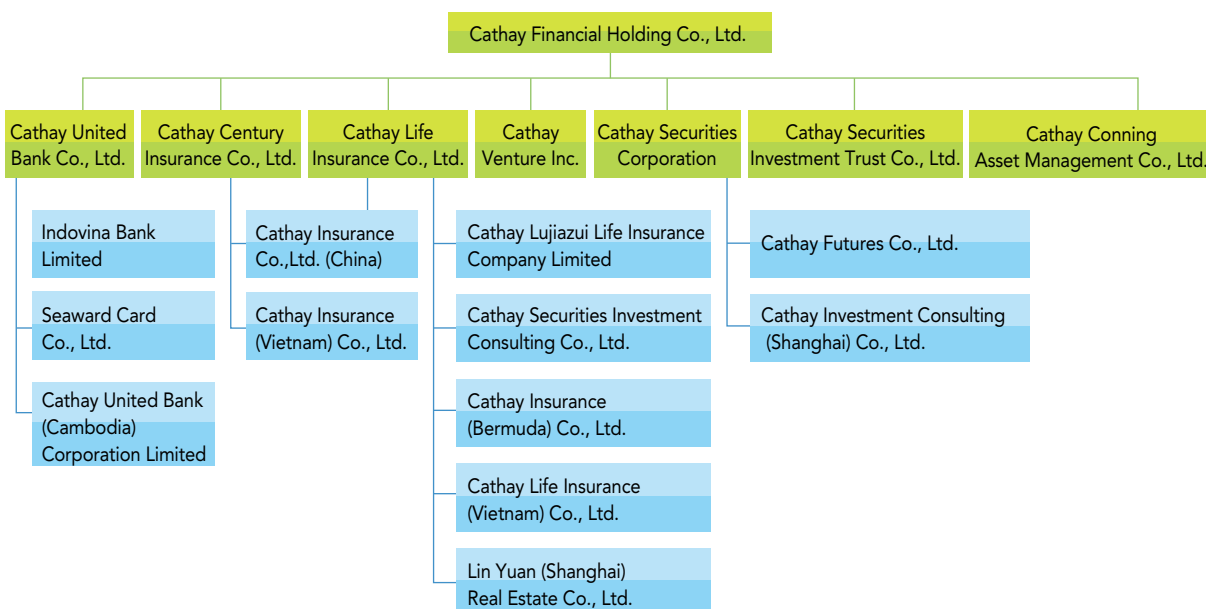 Cathay Financial Holding Co., Ltd.
Cathay United
Bank Co., Ltd.
Cathay Century
Insurance Co., Ltd.
Cathay Life
Insurance Co., Ltd.
Cathay
Venture Inc.
Cathay Securities
Corporation
Cathay Securities
Investment Trust Co., Ltd.
Cathay Conning
Asset Management Co., Ltd.
Indovina Bank
Limited
Seaward Card
Co., Ltd.
Cathay United Bank
(Cambodia)
Corporation Limited
Cathay Insurance
Co.,Ltd. (China)
Cathay Insurance
(Vietnam) Co., Ltd.
Cathay Lujiazui Life Insurance
Company Limited
Cathay Securities Investment
Consulting Co., Ltd.
Cathay Insurance
(Bermuda) Co., Ltd.
Cathay Life Insurance
(Vietnam) Co., Ltd.
Lin Yuan (Shanghai)
Real Estate Co., Ltd.
Cathay Futures Co., Ltd.
Cathay Investment Consulting
(Shanghai) Co., Ltd.